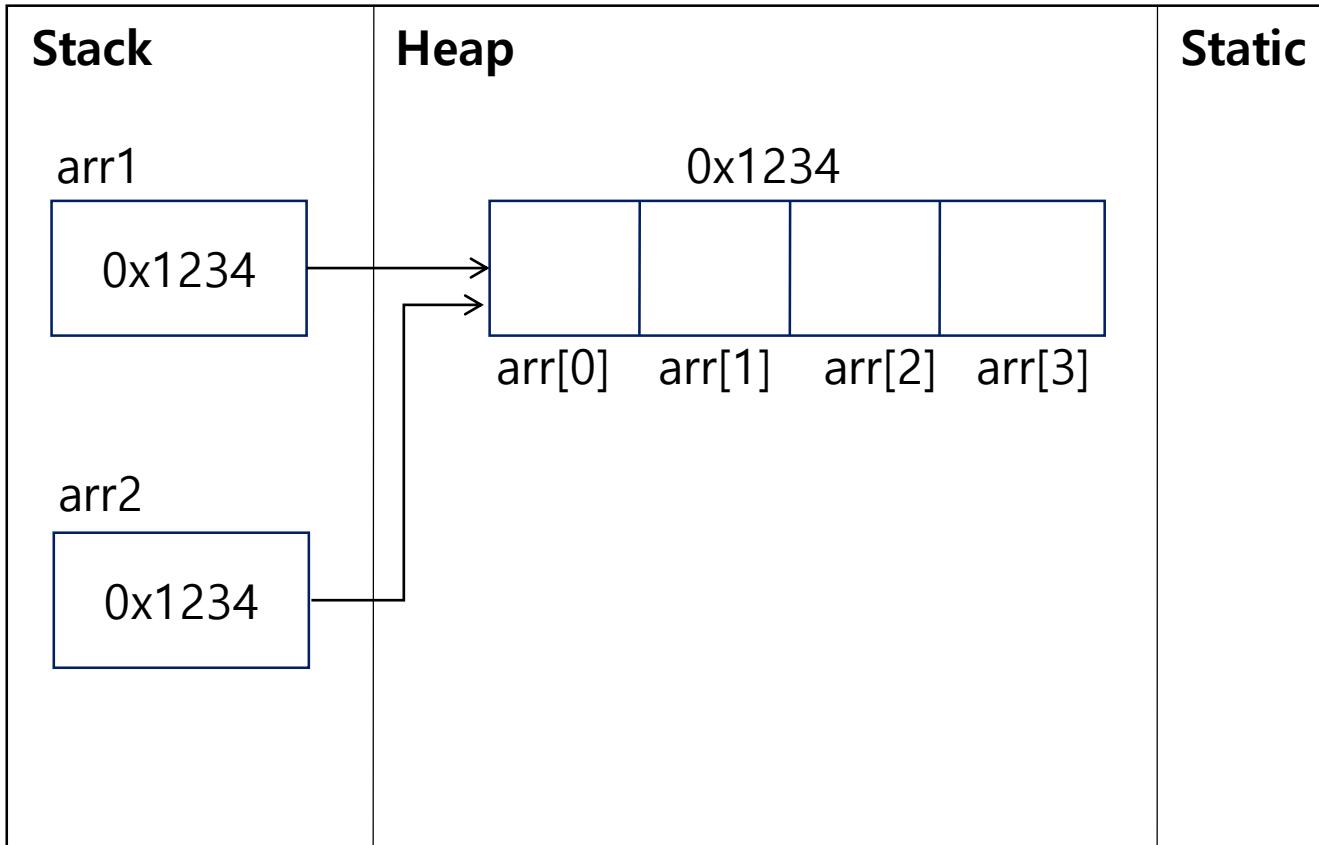 Stack
Heap
Static
arr1
0x1234
0x1234
arr[0] arr[1] arr[2] arr[3]
arr2
0x1234